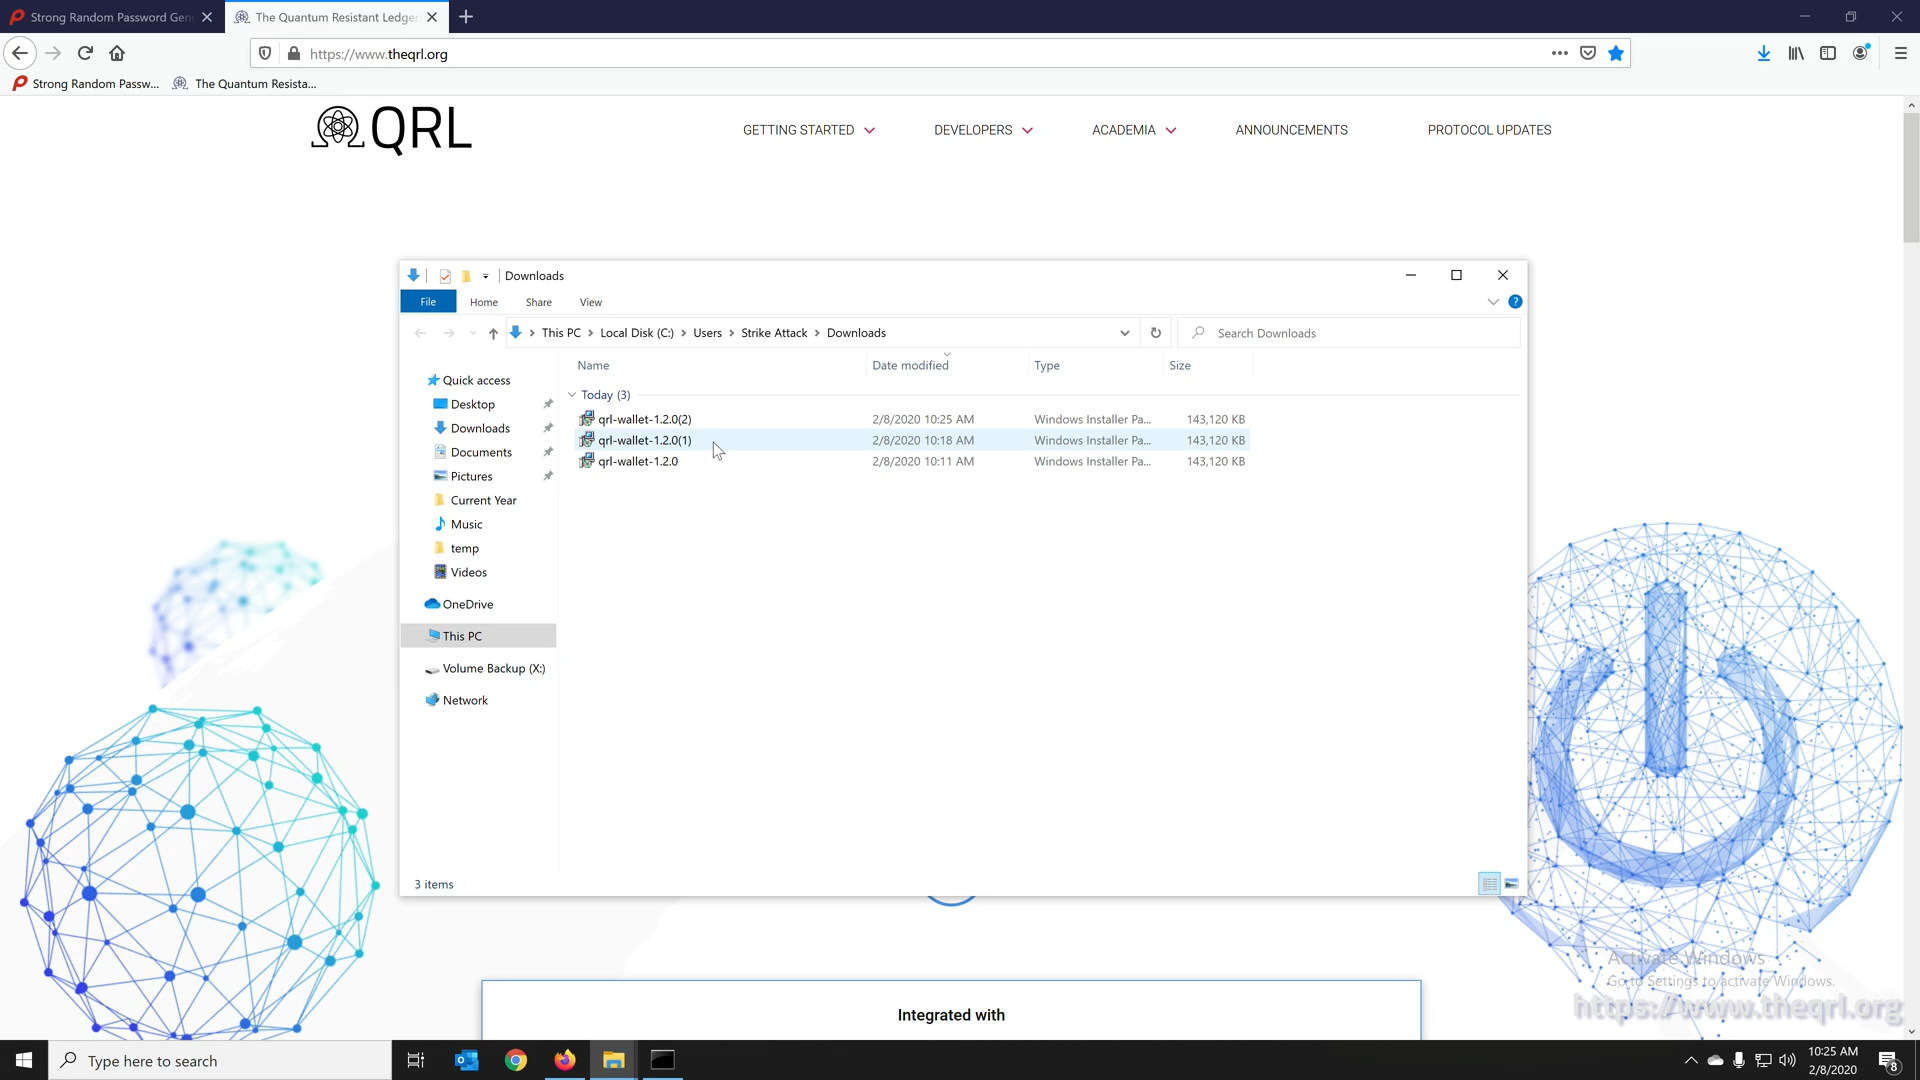 Strong Random Password Gen
The Quantum Resistant Ledger
https://www.theqrl.org
Strong Random Passw...
The Quantum Resista...
QRL
GETTING STARTED
DEVELOPERS
ACADEMIA
ANNOUNCEMENTS
PROTOCOL UPDATES
Downloads
File
Home
Share
View
This PC
Local Disk (C:)
Users
Strike Attack
Downloads
Search Downloads
Name
Date modified
Type
Size
Today (3)
qrl-wallet-1.2.0(2) 2/8/2020 10:25 AM Windows Installer Pa... 143,120 KB
qrl-wallet-1.2.0(1) 2/8/2020 10:18 AM Windows Installer Pa... 143,120 KB
qrl-wallet-1.2.0 2/8/2020 10:11 AM Windows Installer Pa... 143,120 KB
Quick access
Desktop
Downloads
Documents
Pictures
Current Year
Music
temp
Videos
OneDrive
This PC
Volume Backup (X:)
Network
3 items
Activate Windows
Go to Settings to activate Windows.
https://www.theqrl.org
Integrated with
Type here to search
10:25 AM
2/8/2020
8